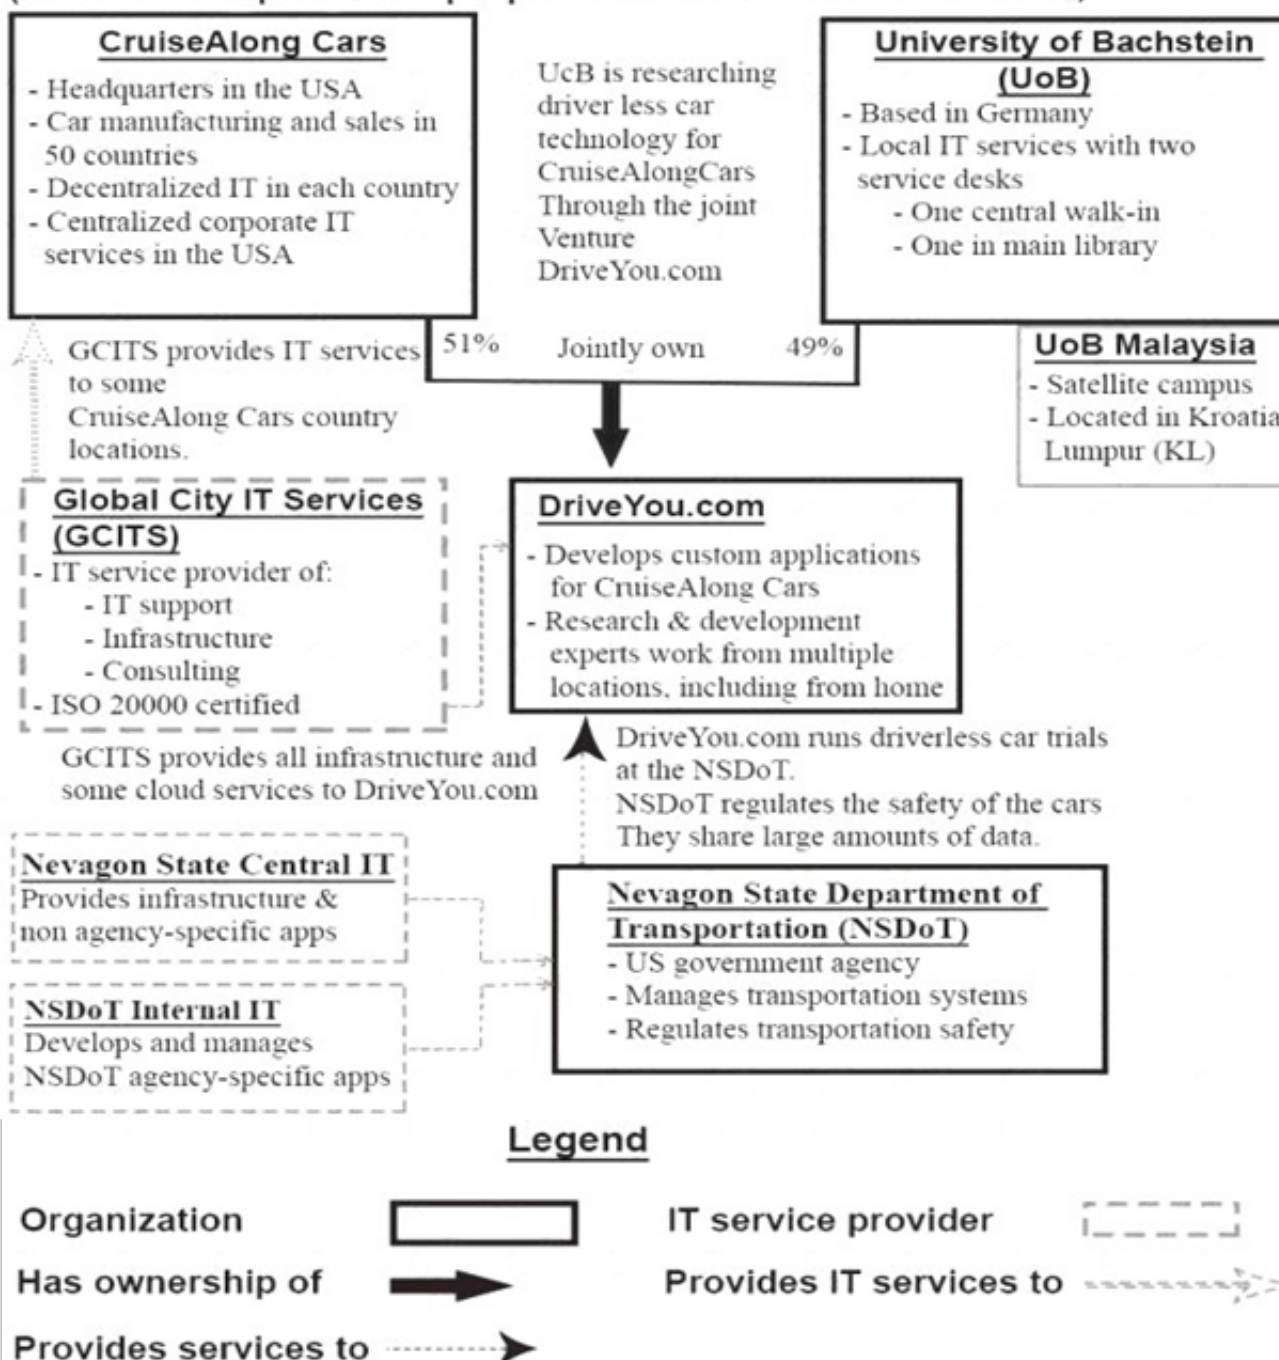 CruiseAlong Cars
- Headquarters in the USA
- Car manufacturing and sales in
50 countries
- Decentralized IT in each country
- Centralized corporate IT
services in the USA
UcB is researching
driver less car
technology for
CruiseAlongCars
Through the joint
Venture
DriveYou.com
University of Bachstein
(UoB)
- Based in Germany
- Local IT services with two
service desks
- One central walk-in
- One in main library
51%
Jointly own
49%
UoB Malaysia
- Satellite campus
- Located in Kroatia
Lumpur (KL)
GCITS provides IT services
to some
CruiseAlong Cars country
locations.
Global City IT Services
(GCITS)
- IT service provider of:
- IT support
- Infrastructure
- Consulting
- ISO 20000 certified
DriveYou.com
- Develops custom applications
for CruiseAlong Cars
- Research & development
experts work from multiple
locations, including from home
GCITS provides all infrastructure and
some cloud services to DriveYou.com
DriveYou.com runs driverless car trials
at the NSDoT.
NSDoT regulates the safety of the cars
They share large amounts of data.
Nevagon State Central IT
Provides infrastructure &
non agency-specific apps
NSDoT Internal IT
Develops and manages
NSDoT agency-specific apps
Nevagon State Department of
Transportation (NSDoT)
- US government agency
- Manages transportation systems
- Regulates transportation safety
Legend
Organization
IT service provider
Has ownership of
Provides IT services to
Provides services to